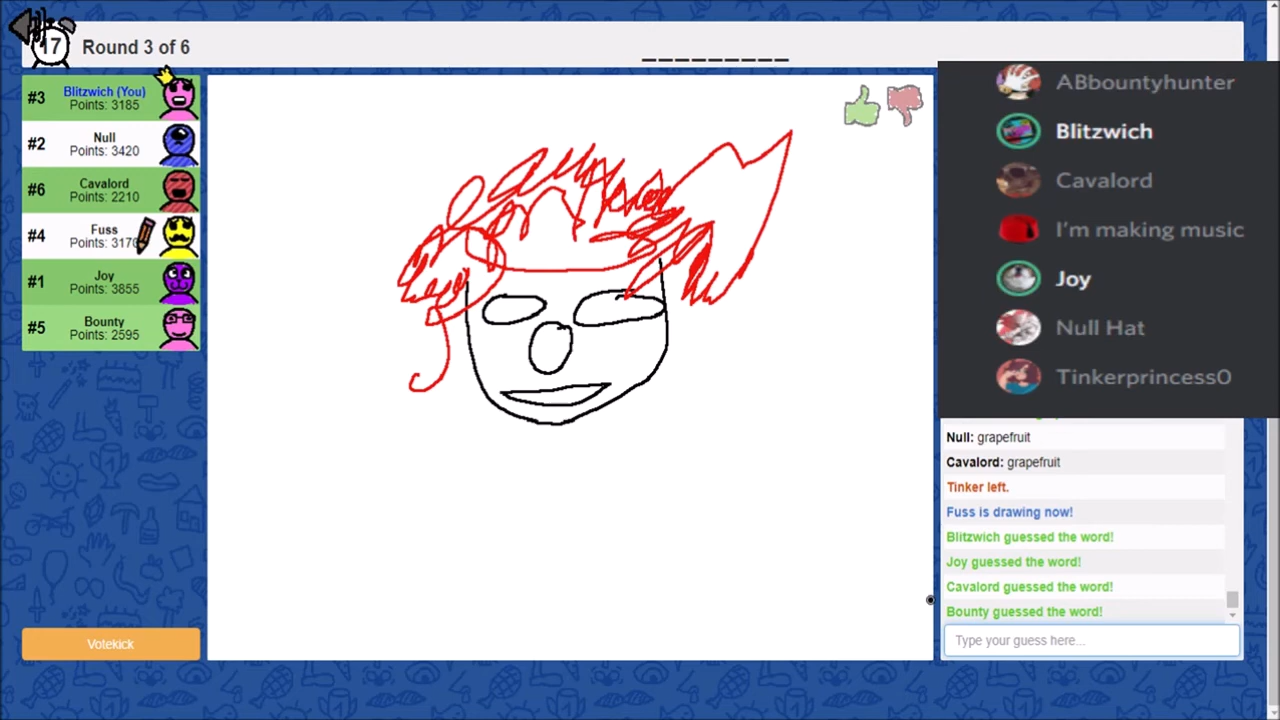 17
Round 3 of 6
_________
#3
Blitzwich (You)
Points: 3185
#2
Null
Points: 3420
#6
Cavalord
Points: 2210
#4
Fuss
Points: 3170
#1
Joy
Points: 3855
#5
Bounty
Points: 2595
Votekick
ABbountyhunter
Blitzwich
Cavalord
I'm making music
Joy
Null Hat
Tinkerprincess0
Null: grapefruit
Cavalord: grapefruit
Tinker left.
Fuss is drawing now!
Blitzwich guessed the word!
Joy guessed the word!
Cavalord guessed the word!
Bounty guessed the word!
Type your guess here...